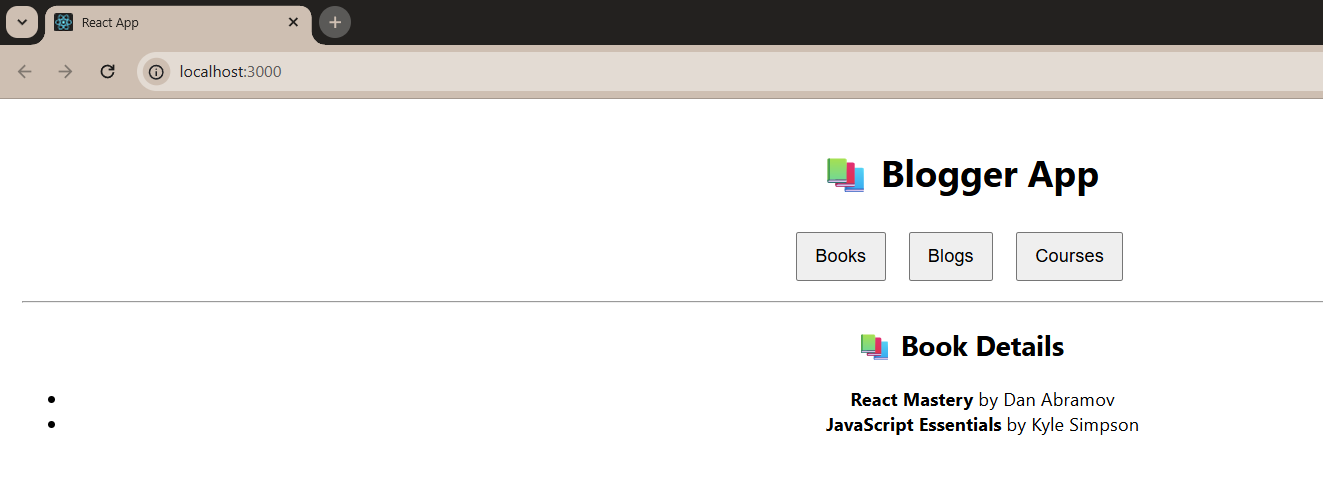 React App
localhost:3000
📚 Blogger App
Books Blogs Courses
📚 Book Details
• React Mastery by Dan Abramov
• JavaScript Essentials by Kyle Simpson